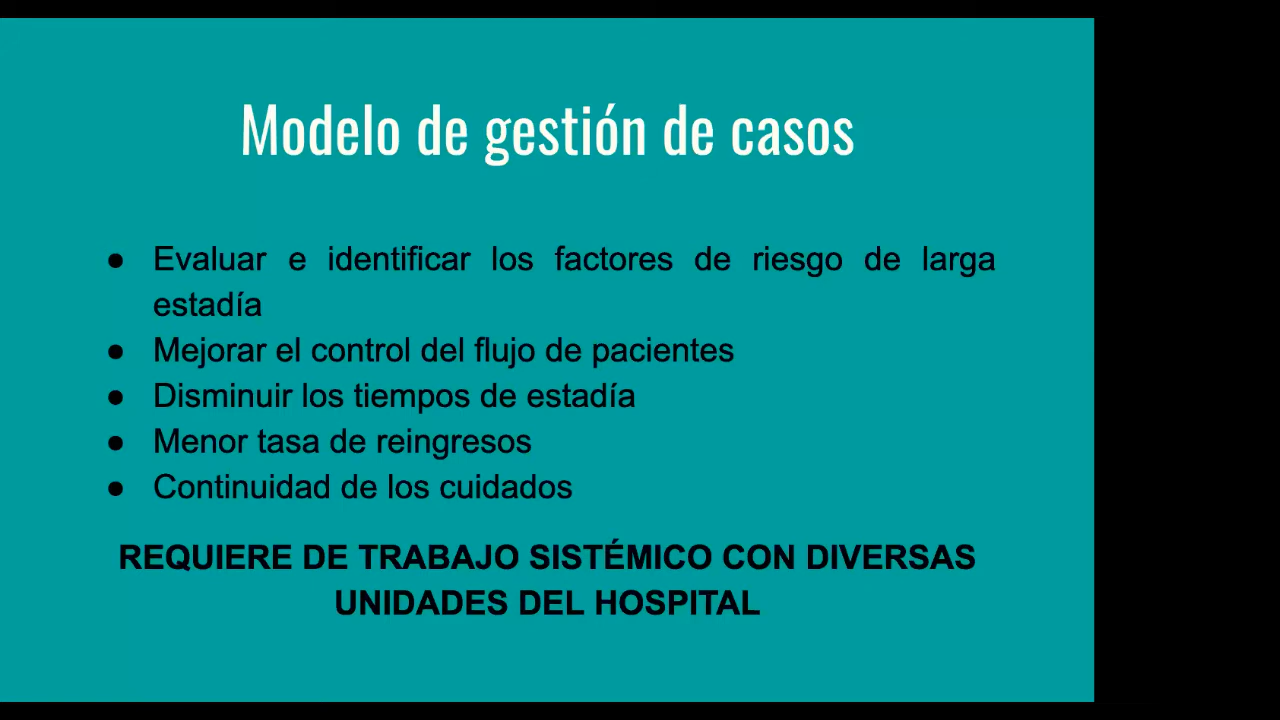 Modelo de gestión de casos
● Evaluar e identificar los factores de riesgo de larga
estadía
● Mejorar el control del flujo de pacientes
● Disminuir los tiempos de estadía
● Menor tasa de reingresos
● Continuidad de los cuidados
REQUIERE DE TRABAJO SISTÉMICO CON DIVERSAS
UNIDADES DEL HOSPITAL